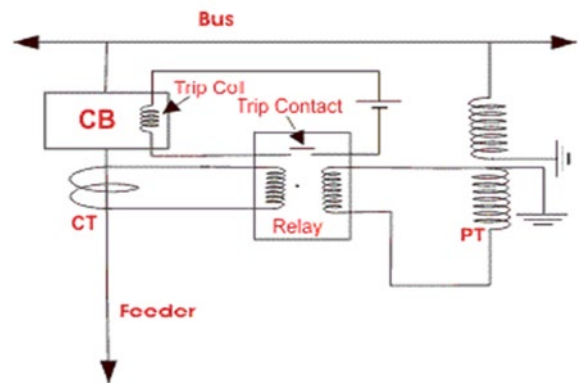 Bus
Trip Coil
CB
Trip Contact
CT
Relay
PT
Feeder